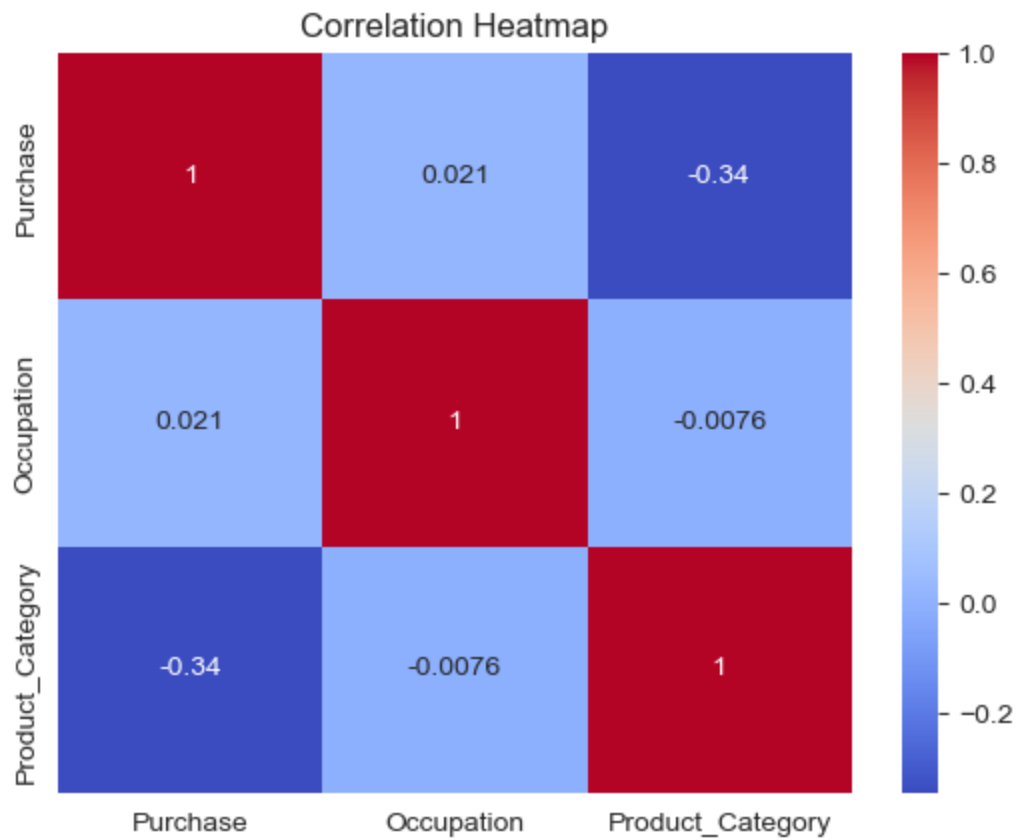 Correlation Heatmap
Purchase
1
0.021
-0.34
Occupation
0.021
1
-0.0076
Product_Category
-0.34
-0.0076
1
Purchase
Occupation
Product_Category
1.0
0.8
0.6
0.4
0.2
0.0
−0.2